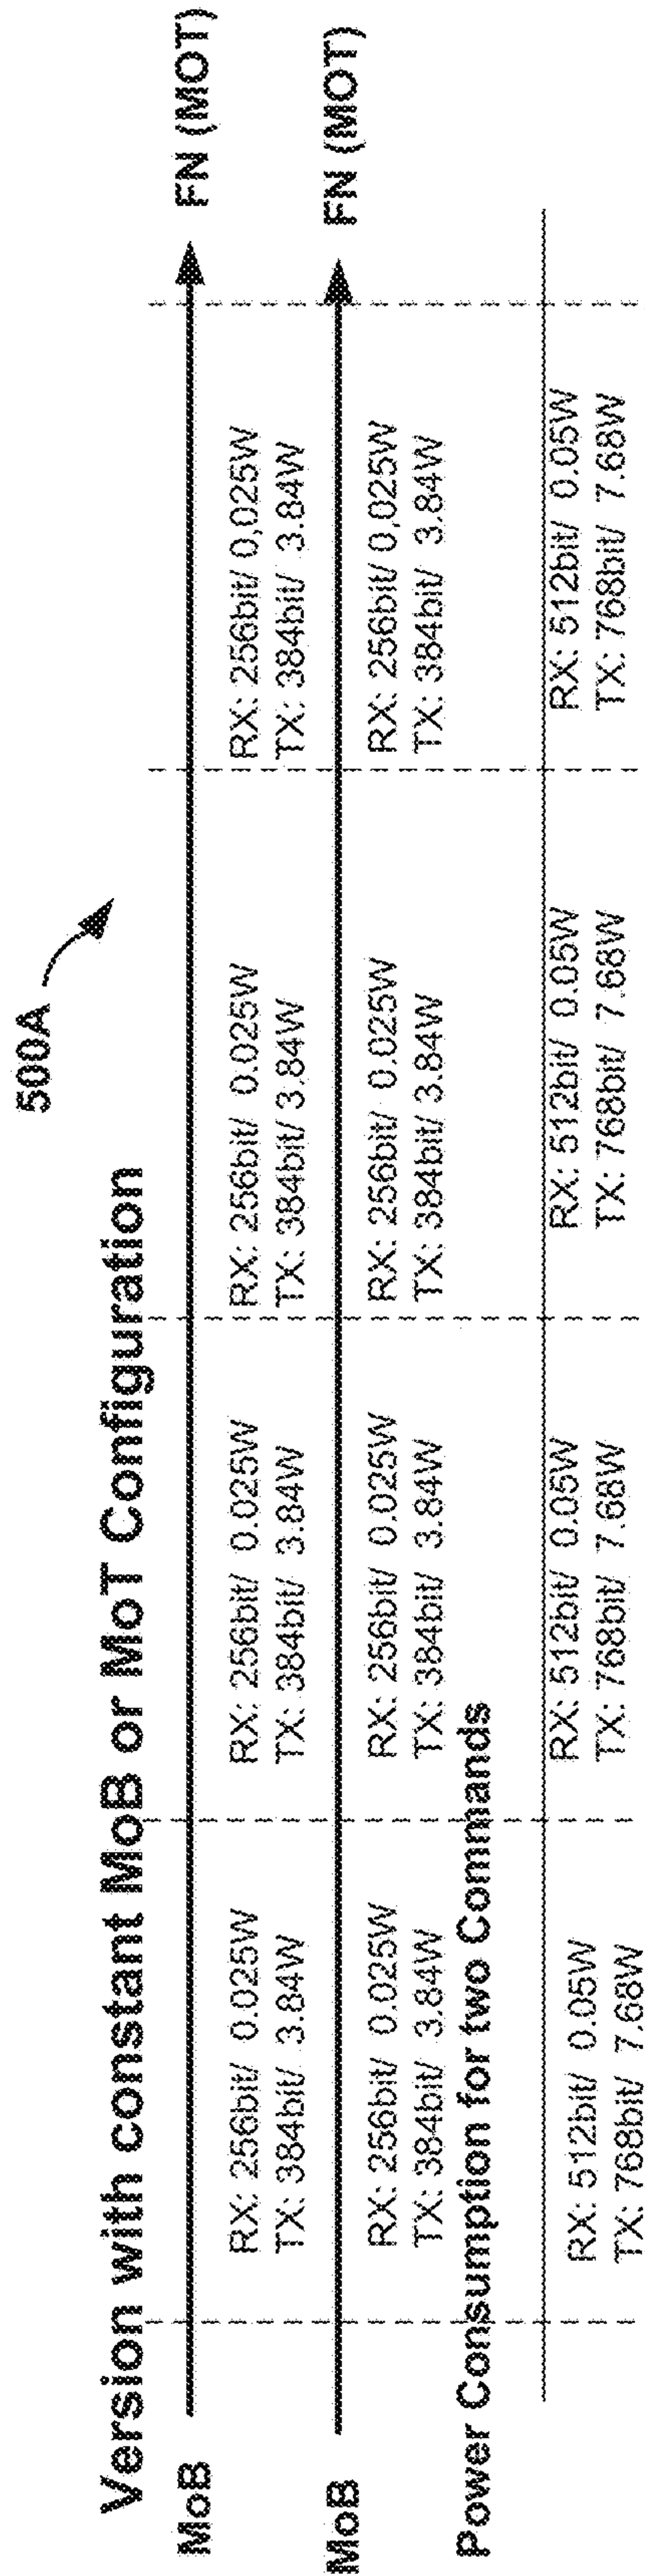 500A
Version with constant MoB or MoT Configuration
MoB
FN (MOT)
RX: 256bit/ 0.025W
TX: 384bit/ 3.84W
RX: 256bit/ 0.025W
TX: 384bit/ 3.84W
RX: 256bit/ 0.025W
TX: 384bit/ 3.84W
RX: 256bit/ 0,025W
TX: 384bit/ 3.84W
MoB
FN (MOT)
RX: 256bit/ 0.025W
TX: 384bit/ 3.84W
RX: 256bit/ 0.025W
TX: 384bit/ 3.84W
RX: 256bit/ 0.025W
TX: 384bit/ 3.84W
RX: 256bit/ 0,025W
TX: 384bit/ 3.84W
Power Consumption for two Commands
RX: 512bit/ 0.05W
TX: 768bit/ 7.68W
RX: 512bit/ 0.05W
TX: 768bit/ 7.68W
RX: 512bit/ 0.05W
TX: 768bit/ 7.68W
RX: 512bit/ 0.05W
TX: 768bit/ 7.68W